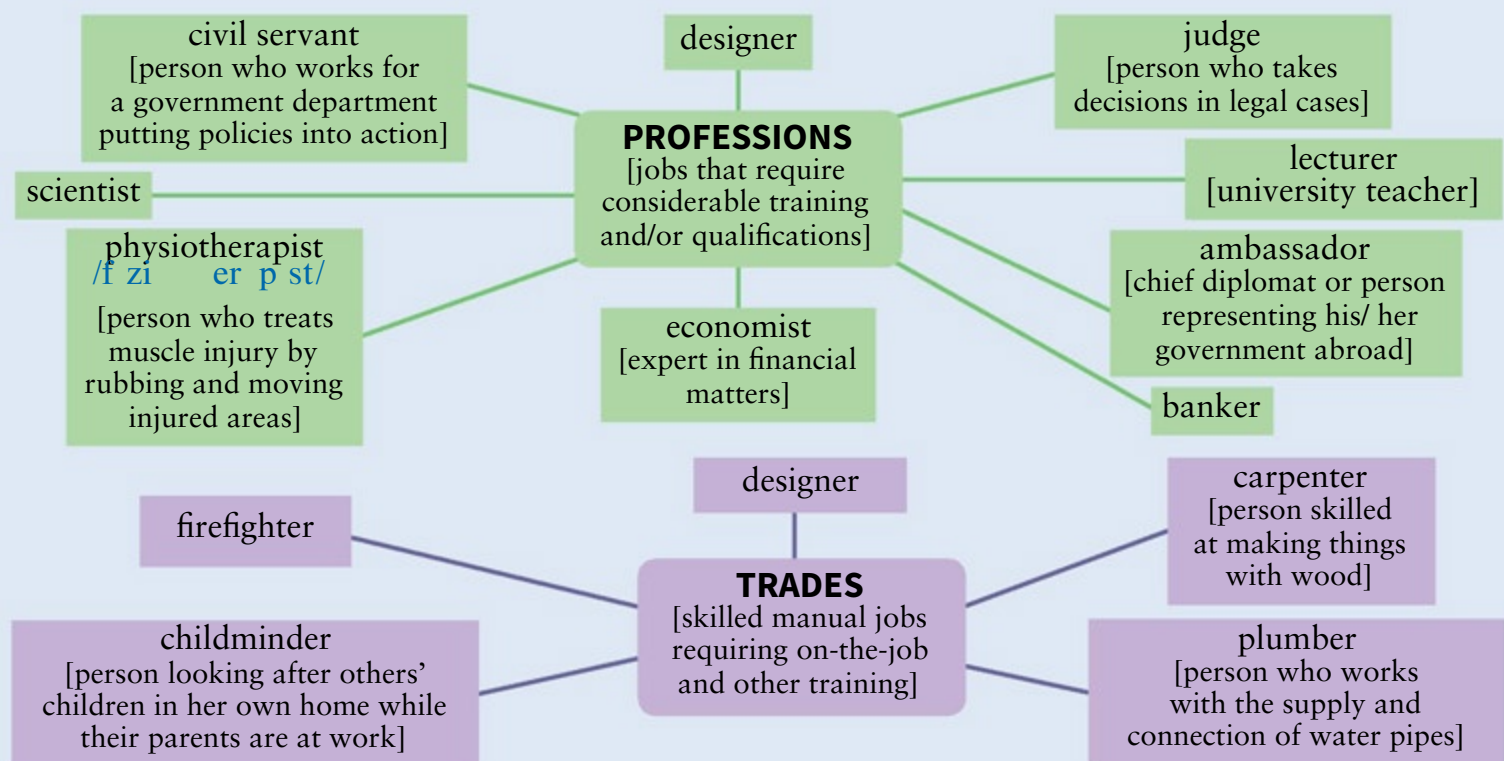 civil servant
[person who works for
a government department
putting policies into action]
designer
judge
[person who takes
decisions in legal cases]
PROFESSIONS
[jobs that require
considerable training
and/or qualifications]
scientist
lecturer
[university teacher]
physiotherapist
/f zi er p st/
[person who treats
muscle injury by
rubbing and moving
injured areas]
economist
[expert in financial
matters]
ambassador
[chief diplomat or person
representing his/ her
government abroad]
banker
firefighter
designer
carpenter
[person skilled
at making things
with wood]
TRADES
[skilled manual jobs
requiring on-the-job
and other training]
childminder
[person looking after others’
children in her own home while
their parents are at work]
plumber
[person who works
with the supply and
connection of water pipes]